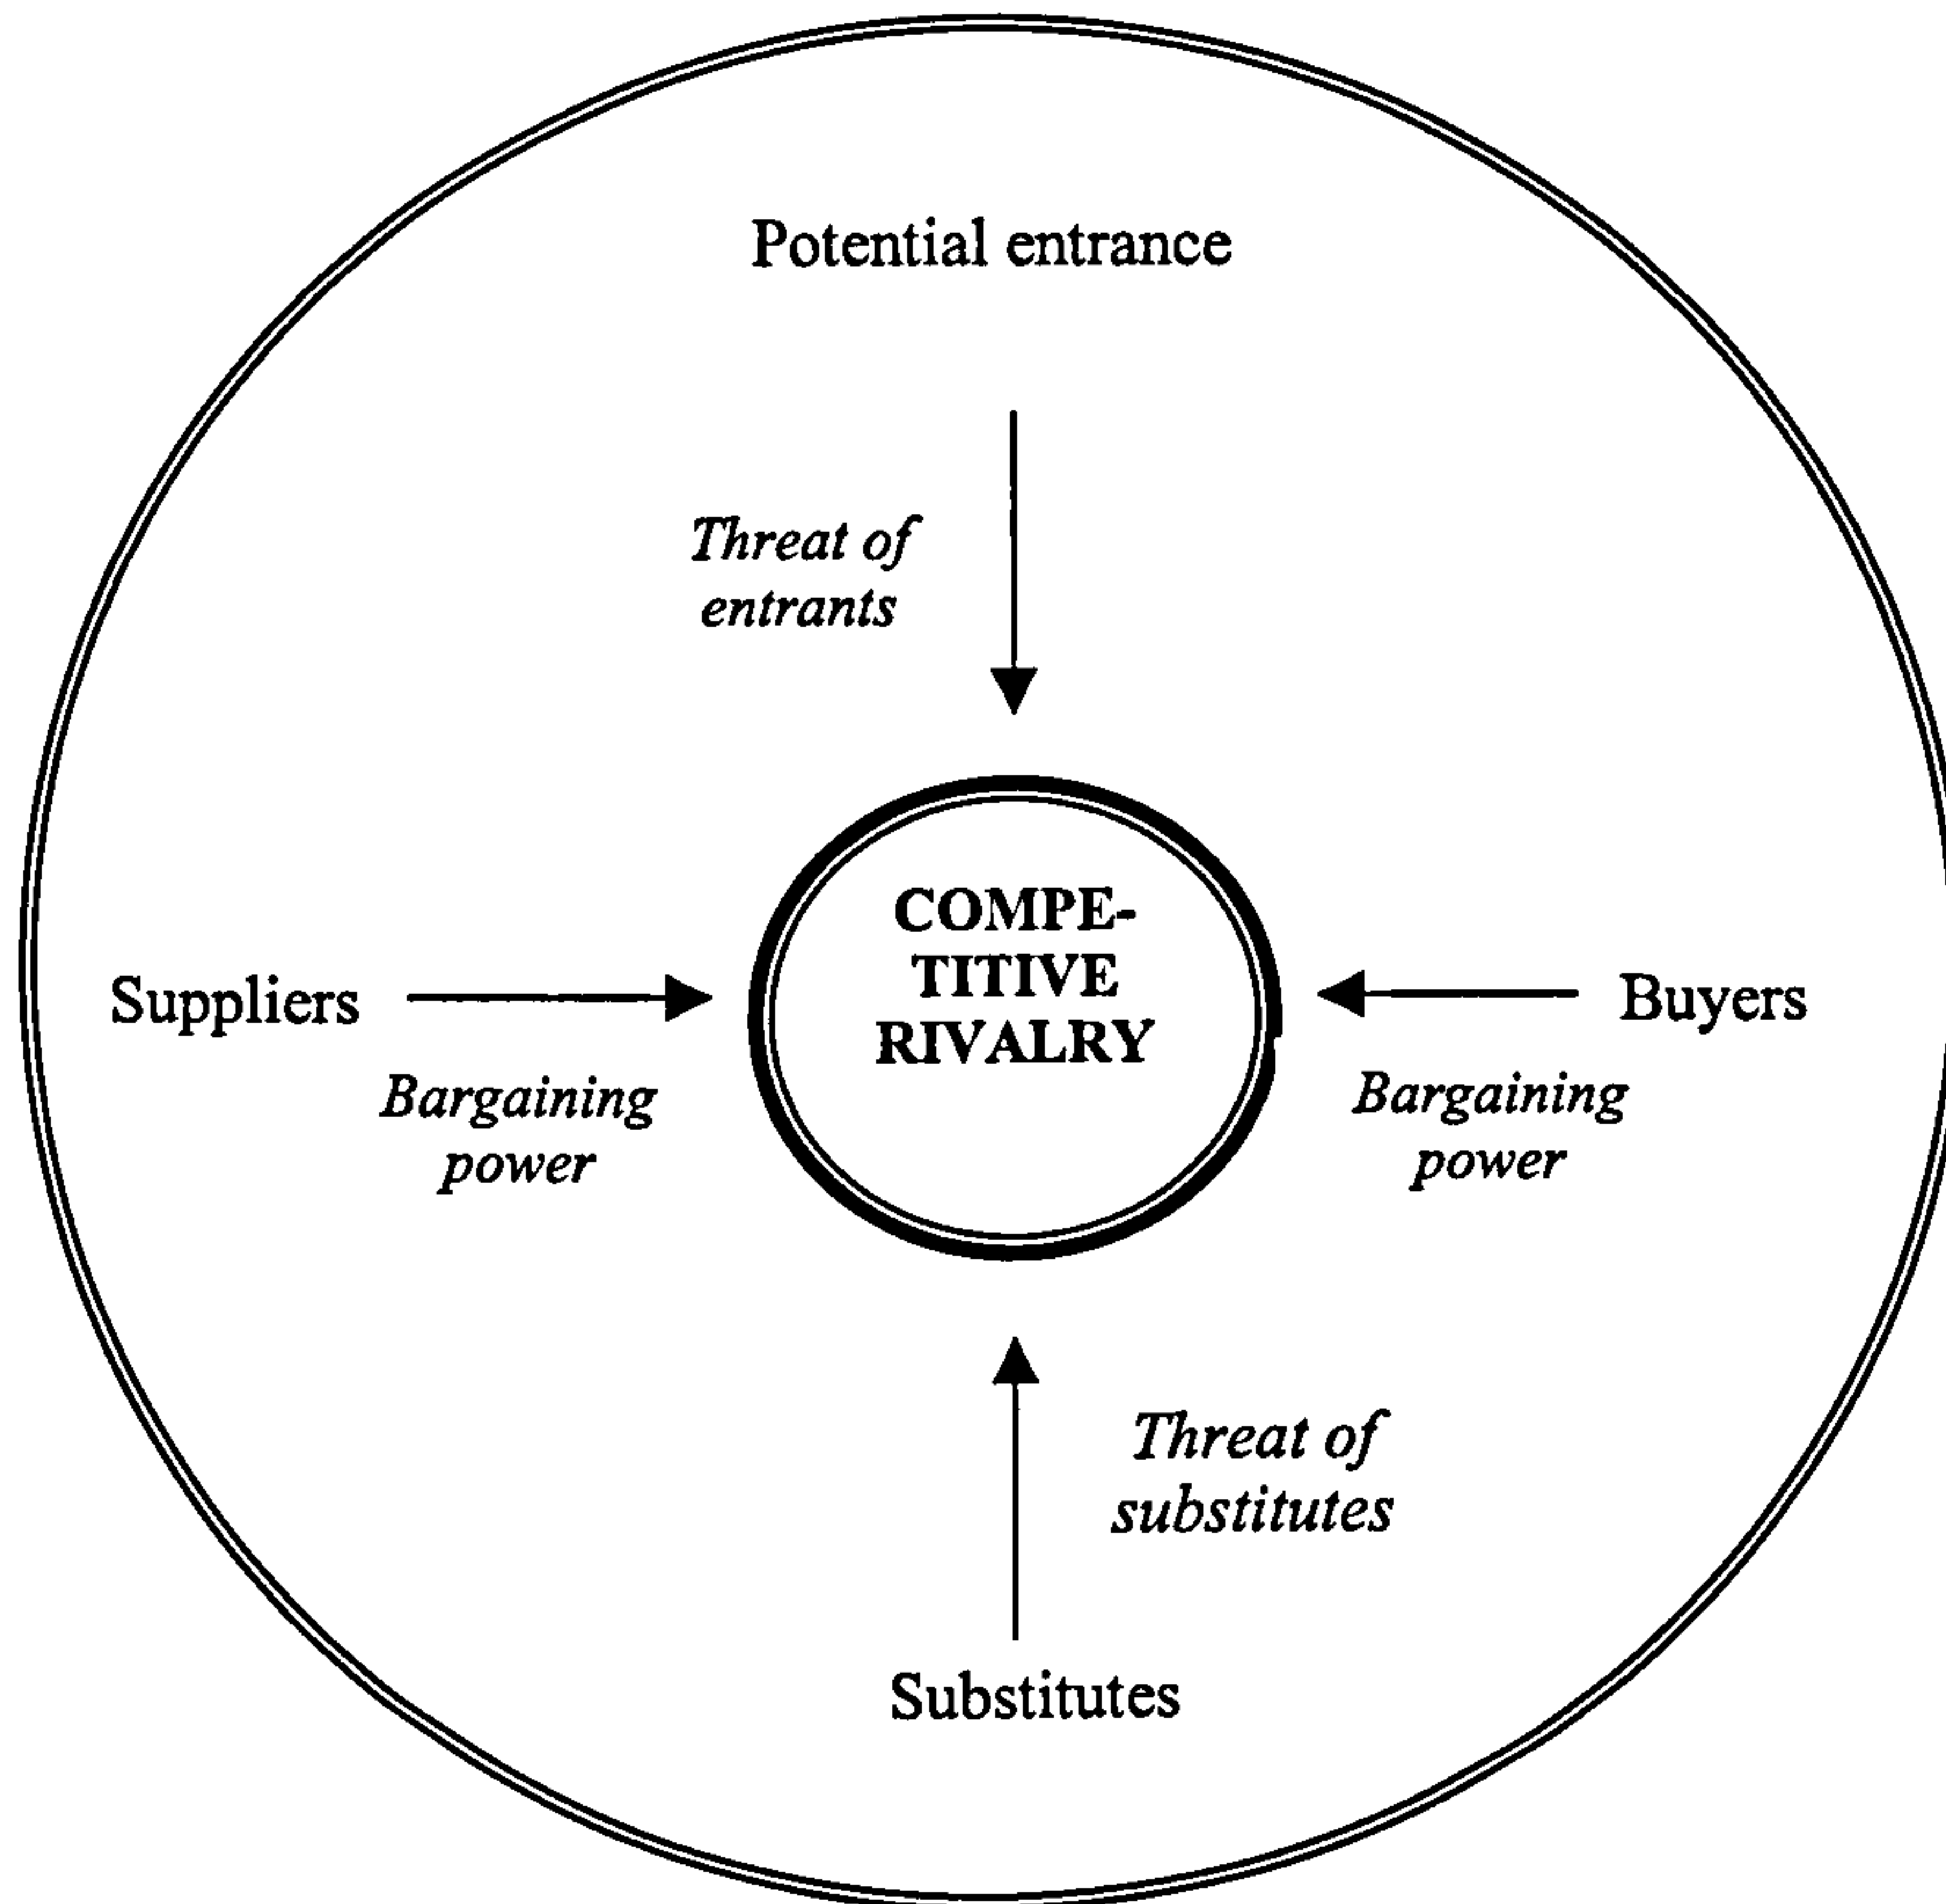 Potential entrance
Threat of
entrants
COMPE-
TITIVE
RIVALRY
Suppliers
Buyers
Bargaining
power
Bargaining
power
Threat of
substitutes
Substitutes